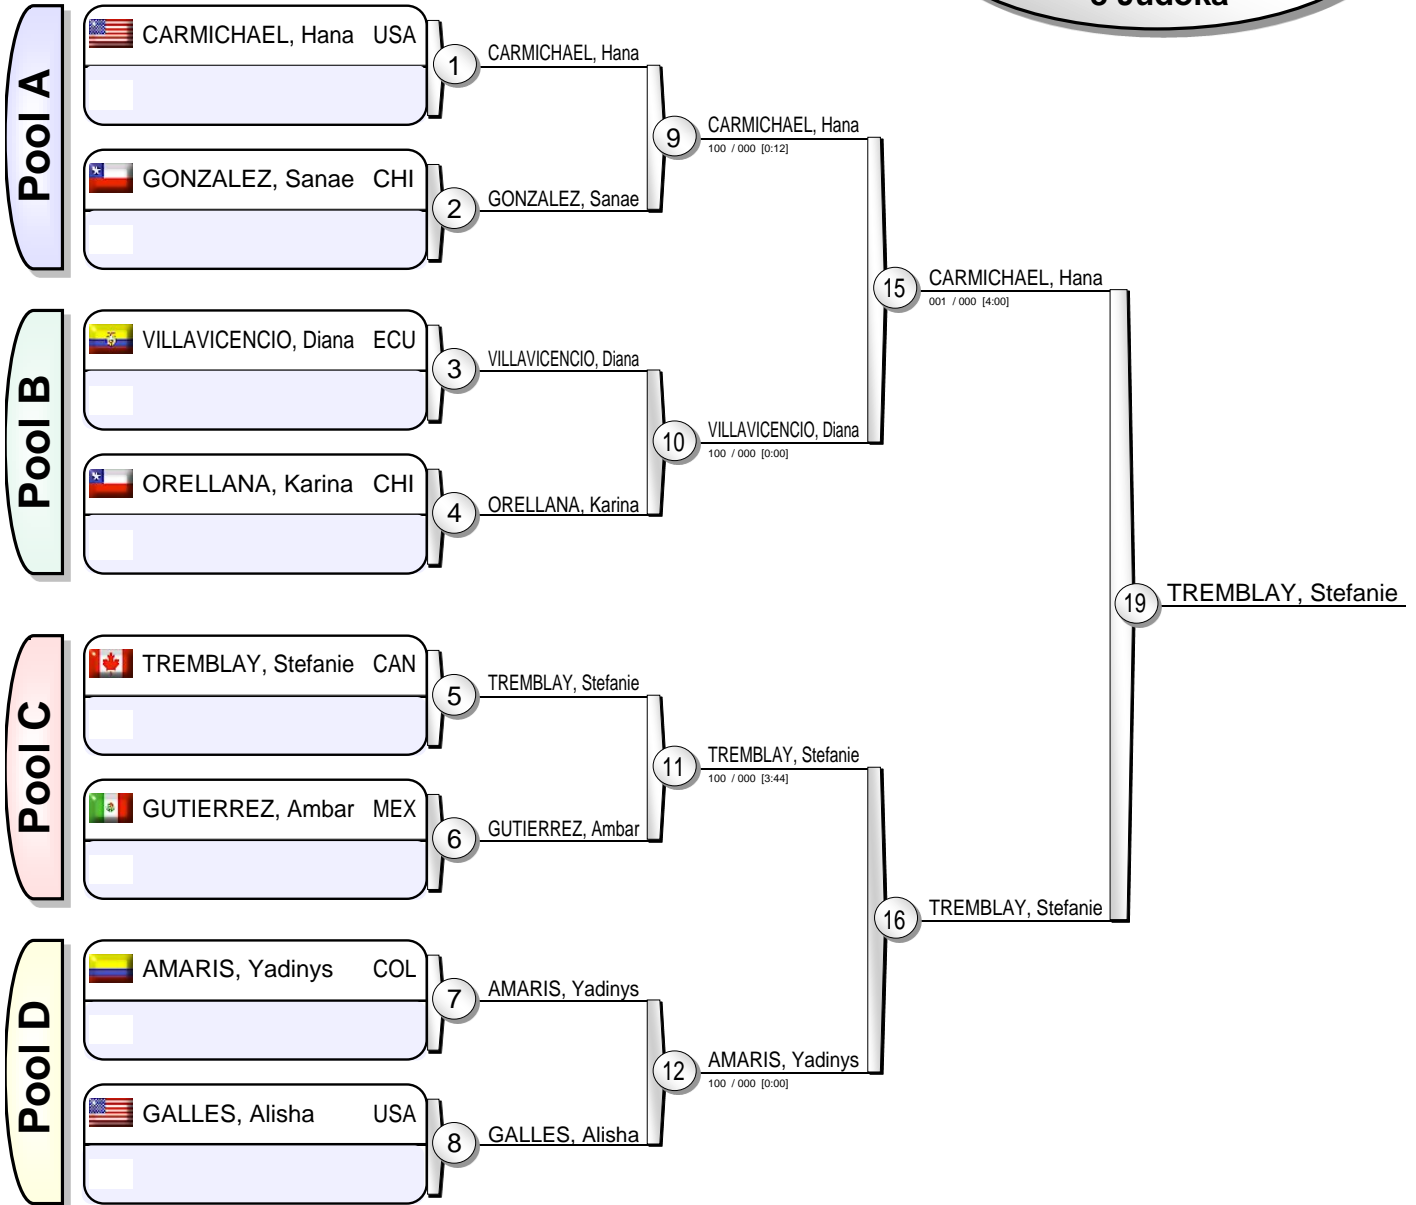 Judoka
Pool A
CARMICHAEL, Hana USA
1
CARMICHAEL, Hana
GONZALEZ, Sanae CHI
2
GONZALEZ, Sanae
9
CARMICHAEL, Hana
100 / 000 [0:12]
Pool B
VILLAVICENCIO, Diana ECU
3
VILLAVICENCIO, Diana
ORELLANA, Karina CHI
4
ORELLANA, Karina
10
VILLAVICENCIO, Diana
100 / 000 [0:00]
15
CARMICHAEL, Hana
001 / 000 [4:00]
Pool C
TREMBLAY, Stefanie CAN
5
TREMBLAY, Stefanie
GUTIERREZ, Ambar MEX
6
GUTIERREZ, Ambar
11
TREMBLAY, Stefanie
100 / 000 [3:44]
Pool D
AMARIS, Yadinys COL
7
AMARIS, Yadinys
GALLES, Alisha USA
8
GALLES, Alisha
12
AMARIS, Yadinys
100 / 000 [0:00]
16
TREMBLAY, Stefanie
19
TREMBLAY, Stefanie